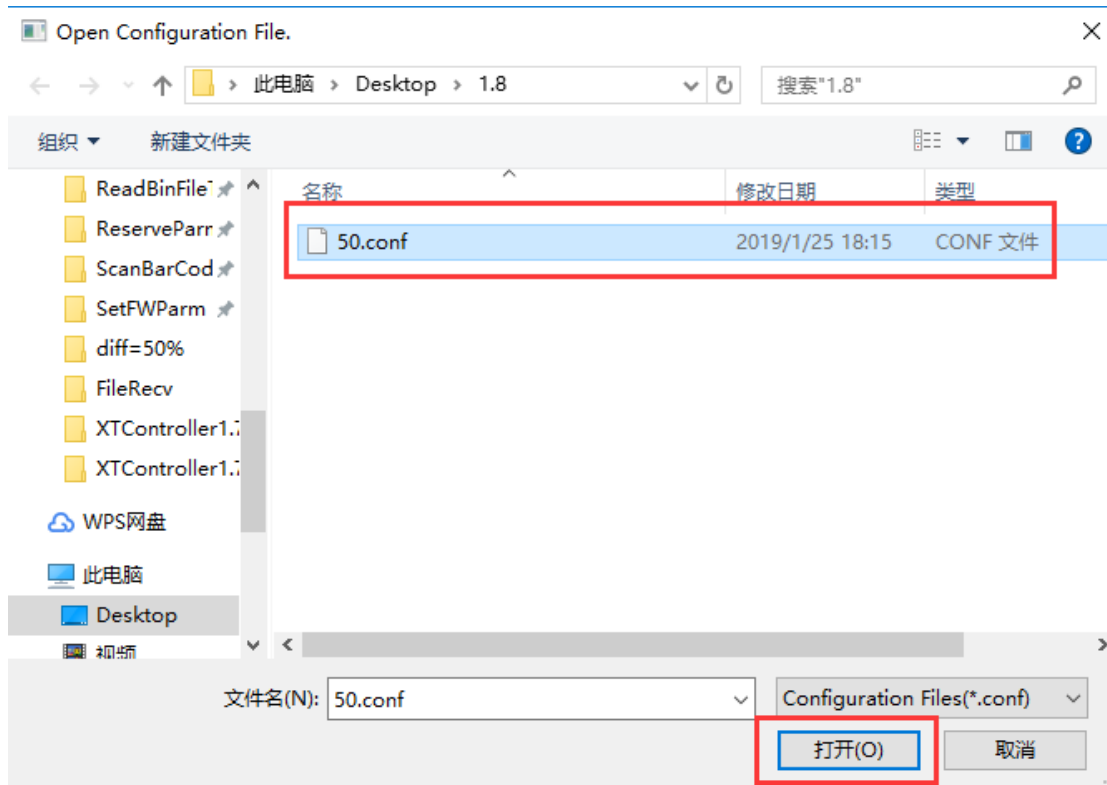 Open Configuration File.
此电脑 > Desktop > 1.8
搜索"1.8"
组织
新建文件夹
名称
修改日期
类型
50.conf
2019/1/25 18:15
CONF 文件
ReadBinFile
ReserveParr
ScanBarCod
SetFWParm
diff=50%
FileRecv
XTController1.7
XTController1.7
WPS网盘
此电脑
Desktop
视频
文件名(N):
50.conf
Configuration Files(*.conf)
打开(O)
取消